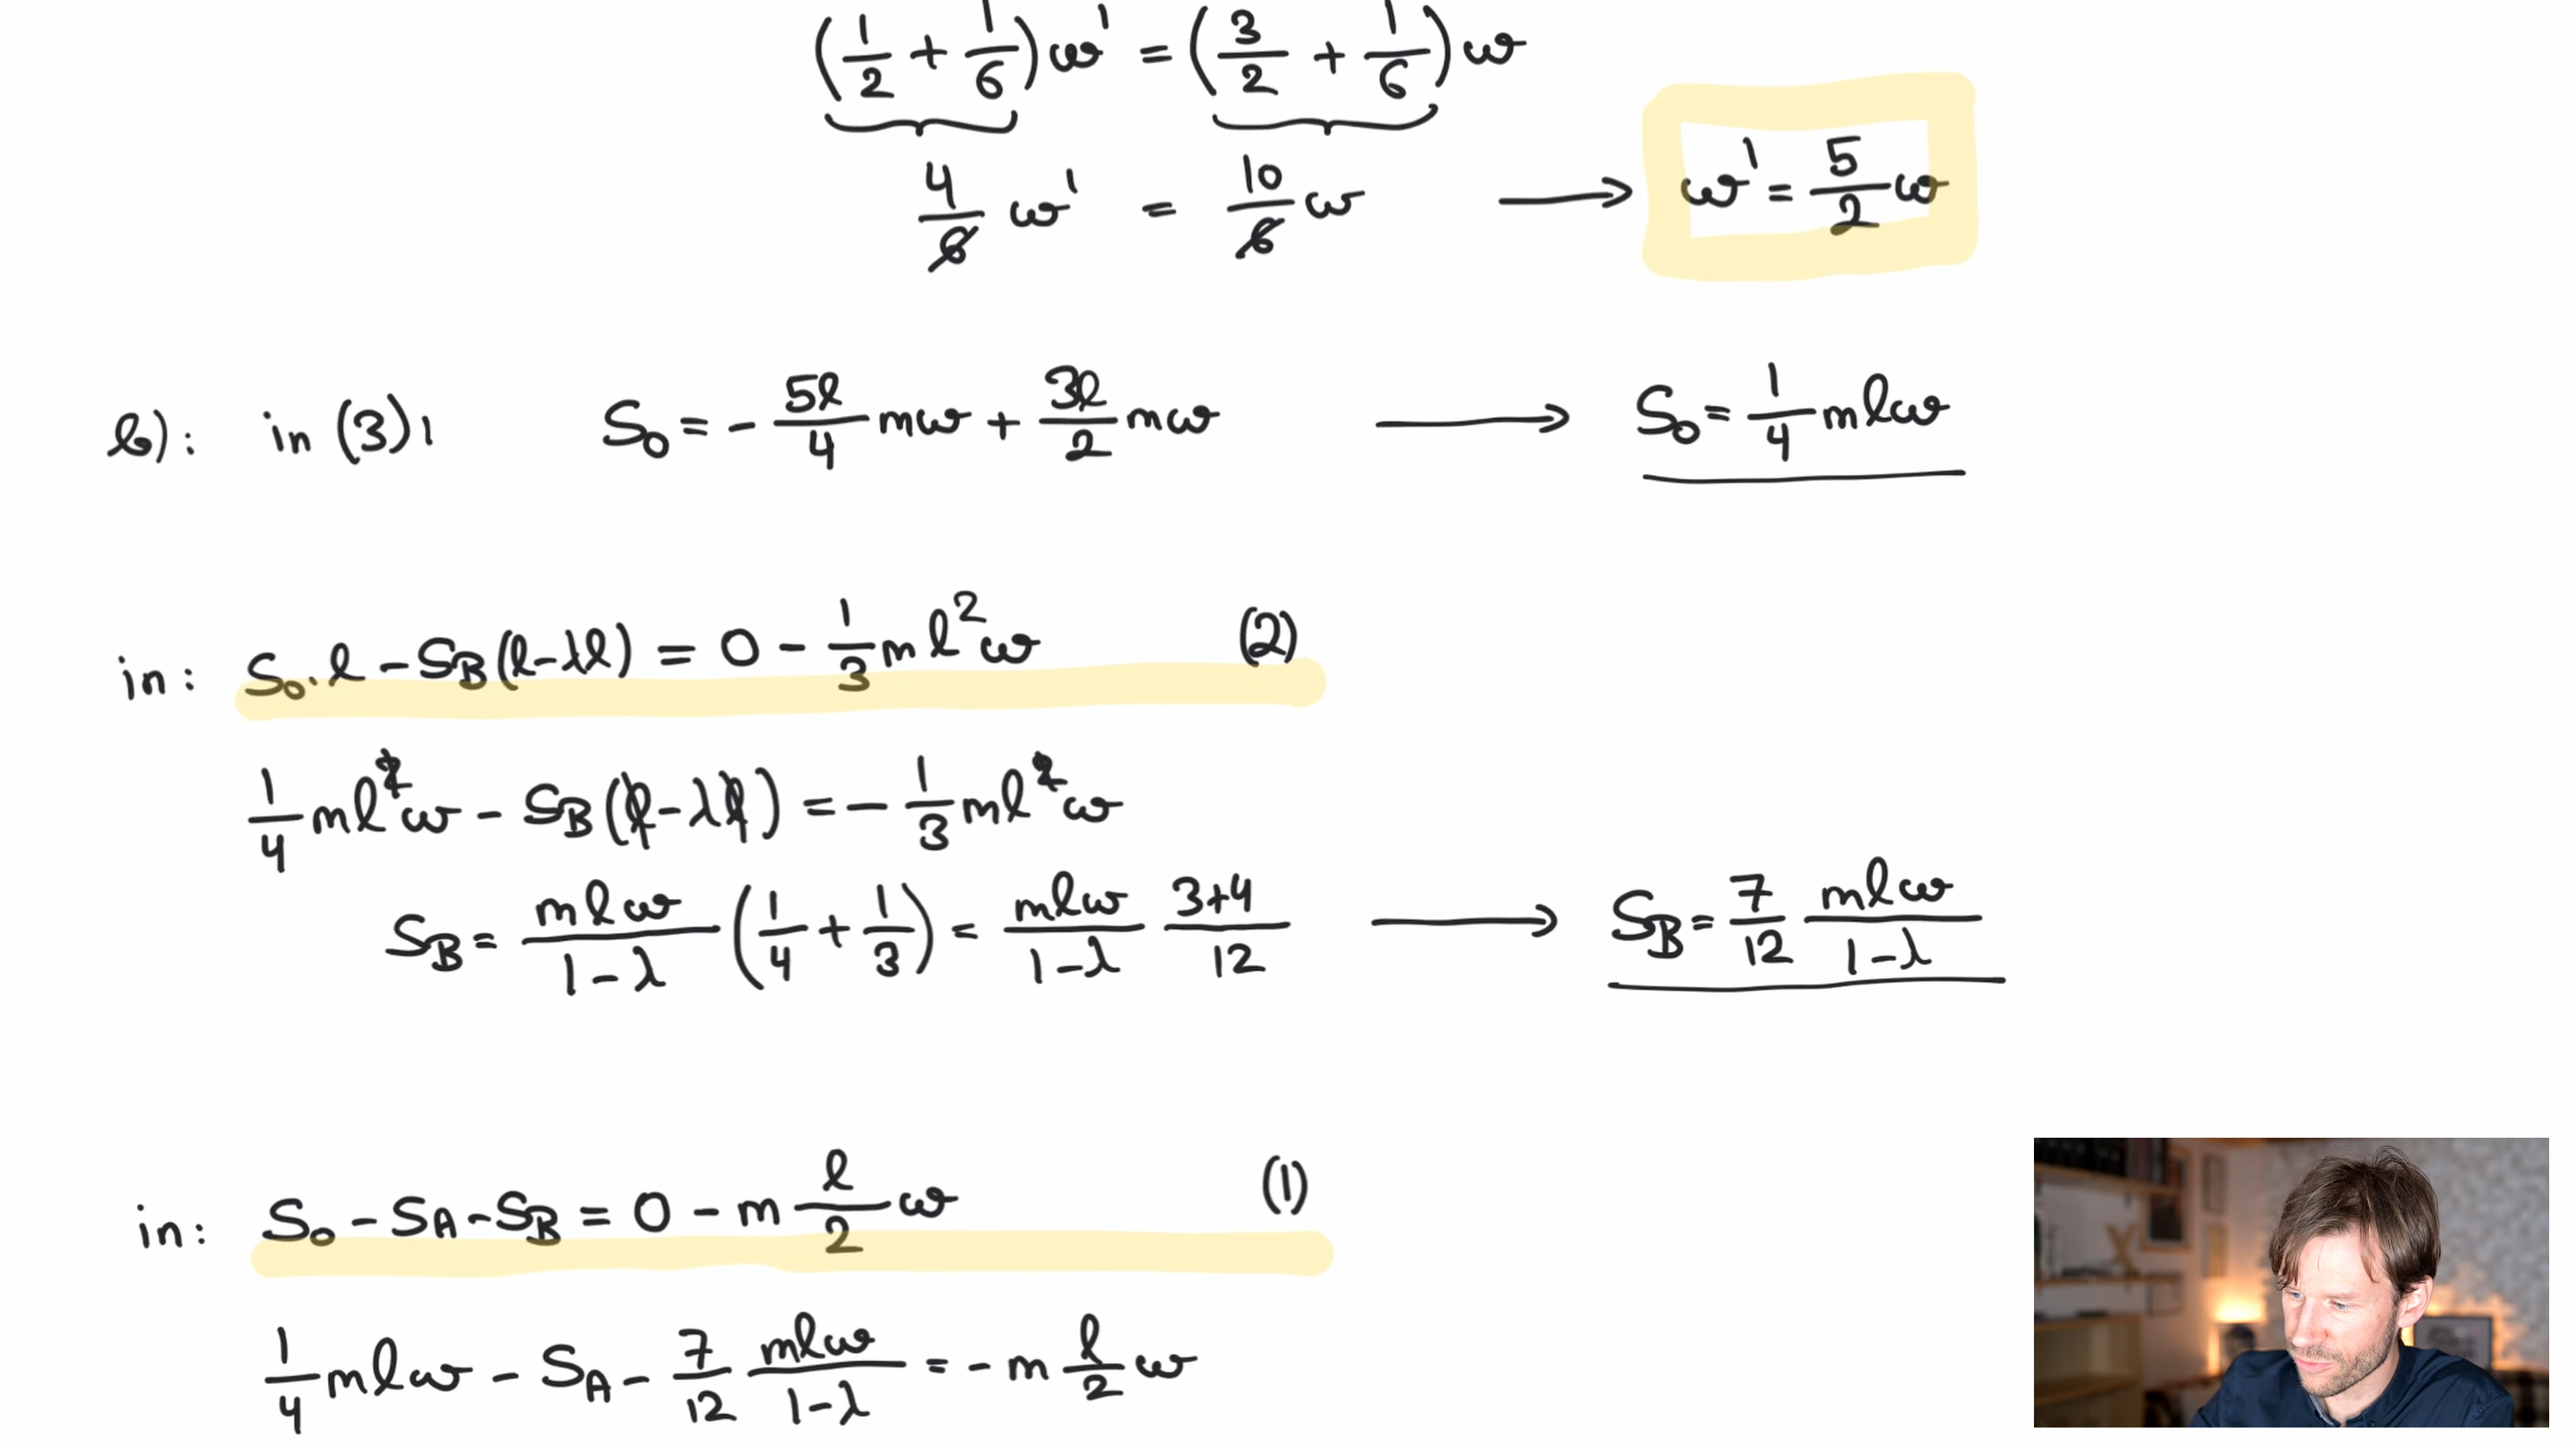 (1/2 + 1/6) ω' = (3/2 + 1/6) ω
4/6 ω' = 10/6 ω → ω' = 5/2 ω
b): in (3): S₀ = - 5l/4 mω + 3l/2 mω → S₀ = 1/4 mlω
in: S₀·l - S_B(l-λl) = 0 - 1/3 ml²ω (2)
1/4 ml²ω - S_B(l-λl) = - 1/3 ml²ω
S_B = mlω/(1-λ) (1/4 + 1/3) = mlω/(1-λ) (3+4)/12 → S_B = 7/12 mlω/(1-λ)
in: S₀ - S_A - S_B = 0 - m l/2 ω (1)
1/4 mlω - S_A - 7/12 mlω/(1-λ) = - m l/2 ω